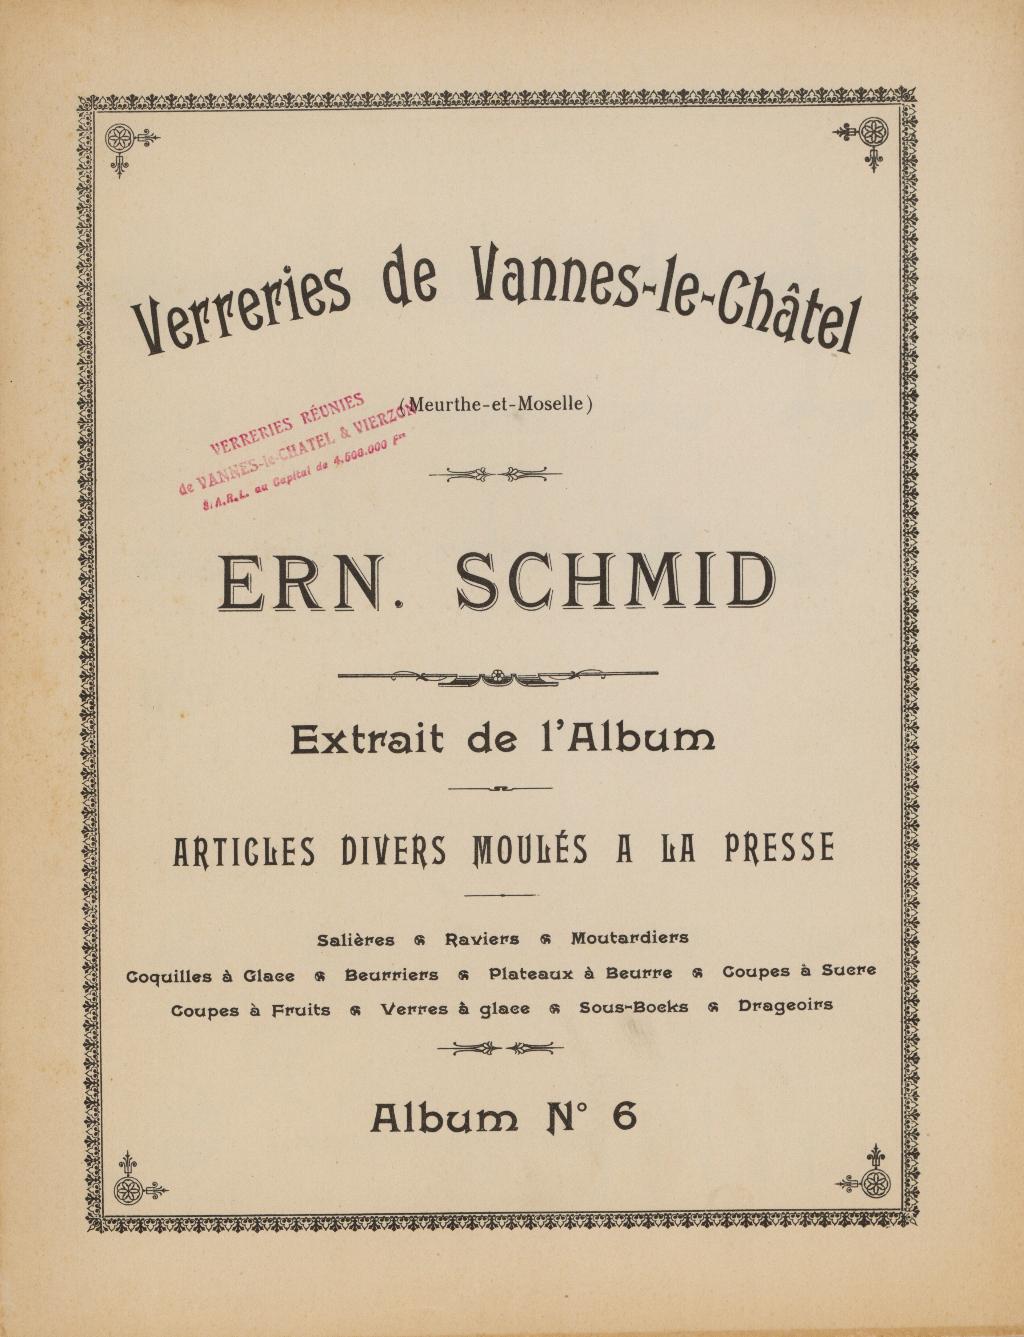 Verreries de Vannes-le-Châtel
(Meurthe-et-Moselle)
VERRERIES RÉUNIES
de VANNES-le-CHATEL & VIERZON
S.A.R.L. au Capital de 4.500.000 Frs
ERN. SCHMID
Extrait de l'Album
ARTICLES DIVERS MOULÉS A LA PRESSE
Salières Raviers Moutardiers
Coquilles à Glace Beurriers Plateaux à Beurre Coupes à Sucre
Coupes à Fruits Verres à glace Sous-Bocks Drageoirs
Album N° 6